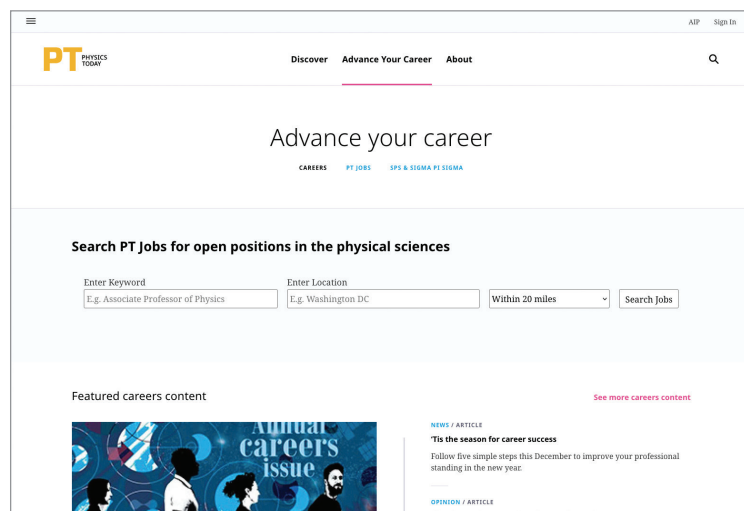 AIP Sign In
PT PHYSICS
TODAY
Discover Advance Your Career About
Advance your career
CAREERS PT JOBS SPS & SIGMA PI SIGMA
Search PT Jobs for open positions in the physical sciences
Enter Keyword Enter Location
E.g. Associate Professor of Physics E.g. Washington DC Within 20 miles Search Jobs
Featured careers content See more careers content
Annual
careers
issue
NEWS / ARTICLE
'Tis the season for career success
Follow five simple steps this December to improve your professional
standing in the new year.
OPINION / ARTICLE